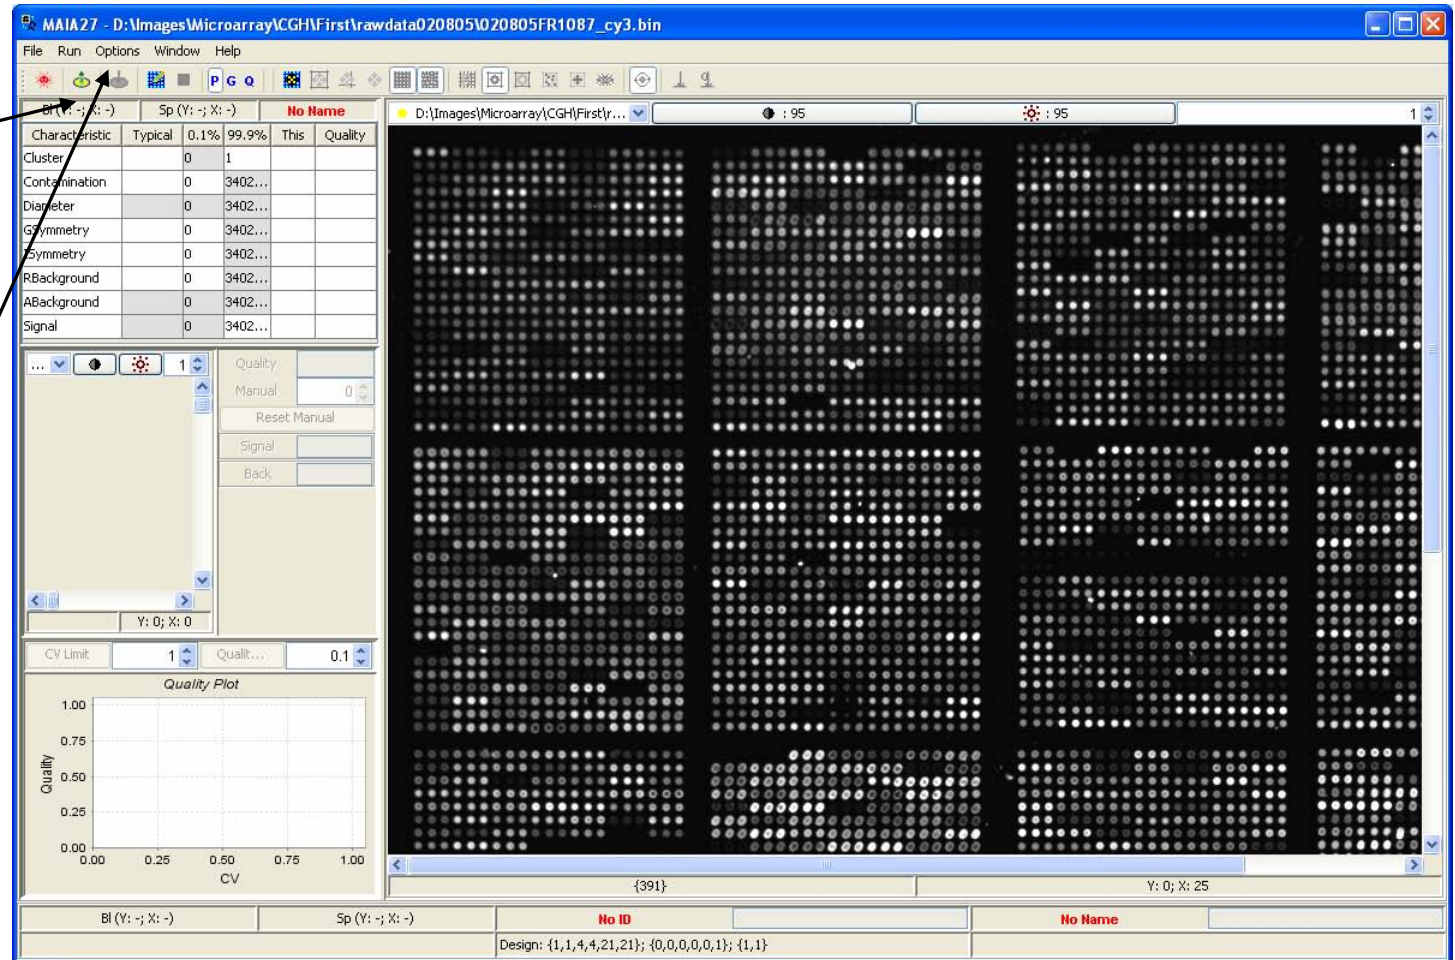 MAIA27 - D:\Images\Microarray\CGH\First\rawdata020805\020805FR1087_cy3.bin
File Run Options Window Help
P G Q
Bl (Y: -; X: -) Sp (Y: -; X: -) No Name
Characteristic Typical 0.1% 99.9% This Quality
Cluster 0 1
Contamination 0 3402...
Diameter 0 3402...
GSymmetry 0 3402...
ISymmetry 0 3402...
RBackground 0 3402...
ABackground 0 3402...
Signal 0 3402...
... 1
Quality
Manual 0
Reset Manual
Signal
Back
Y: 0; X: 0
CV Limit 1 Qualit... 0.1
Quality Plot
1.00
0.75
0.50
0.25
0.00
Quality
0.00 0.25 0.50 0.75 1.00
CV
D:\Images\Microarray\CGH\First\r... : 95 : 95 1
{391} Y: 0; X: 25
Bl (Y: -; X: -) Sp (Y: -; X: -) No ID No Name
Design: {1,1,4,4,21,21}; {0,0,0,0,0,1}; {1,1}